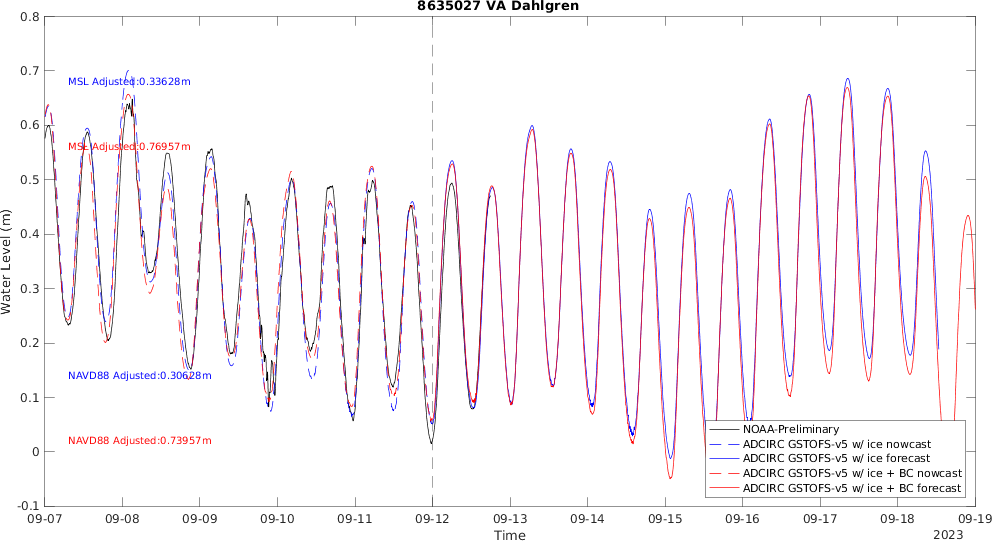 8635027 VA Dahlgren
0.8
0.7
0.6
0.5
0.4
0.3
0.2
0.1
0
-0.1
Water Level (m)
MSL Adjusted:0.33628m
MSL Adjusted:0.76957m
NAVD88 Adjusted:0.30628m
NAVD88 Adjusted:0.73957m
NOAA-Preliminary
ADCIRC GSTOFS-v5 w/ ice nowcast
ADCIRC GSTOFS-v5 w/ ice forecast
ADCIRC GSTOFS-v5 w/ ice + BC nowcast
ADCIRC GSTOFS-v5 w/ ice + BC forecast
09-07 09-08 09-09 09-10 09-11 09-12 09-13 09-14 09-15 09-16 09-17 09-18 09-19
Time
2023